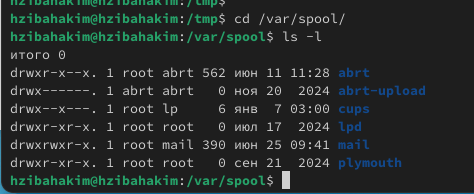 hzibahakim@hzibahakim:/tmp$
hzibahakim@hzibahakim:/tmp$ cd /var/spool/
hzibahakim@hzibahakim:/var/spool$ ls -l
итого 0
drwxr-x--x. 1 root abrt 562 июн 11 11:28 abrt
drwx------. 1 abrt abrt   0 ноя 20  2024 abrt-upload
drwx--x---. 1 root lp     6 янв  7 03:00 cups
drwxr-xr-x. 1 root root   0 июл 17  2024 lpd
drwxrwxr-x. 1 root mail 390 июн 25 09:41 mail
drwxr-xr-x. 1 root root   0 сен 21  2024 plymouth
hzibahakim@hzibahakim:/var/spool$